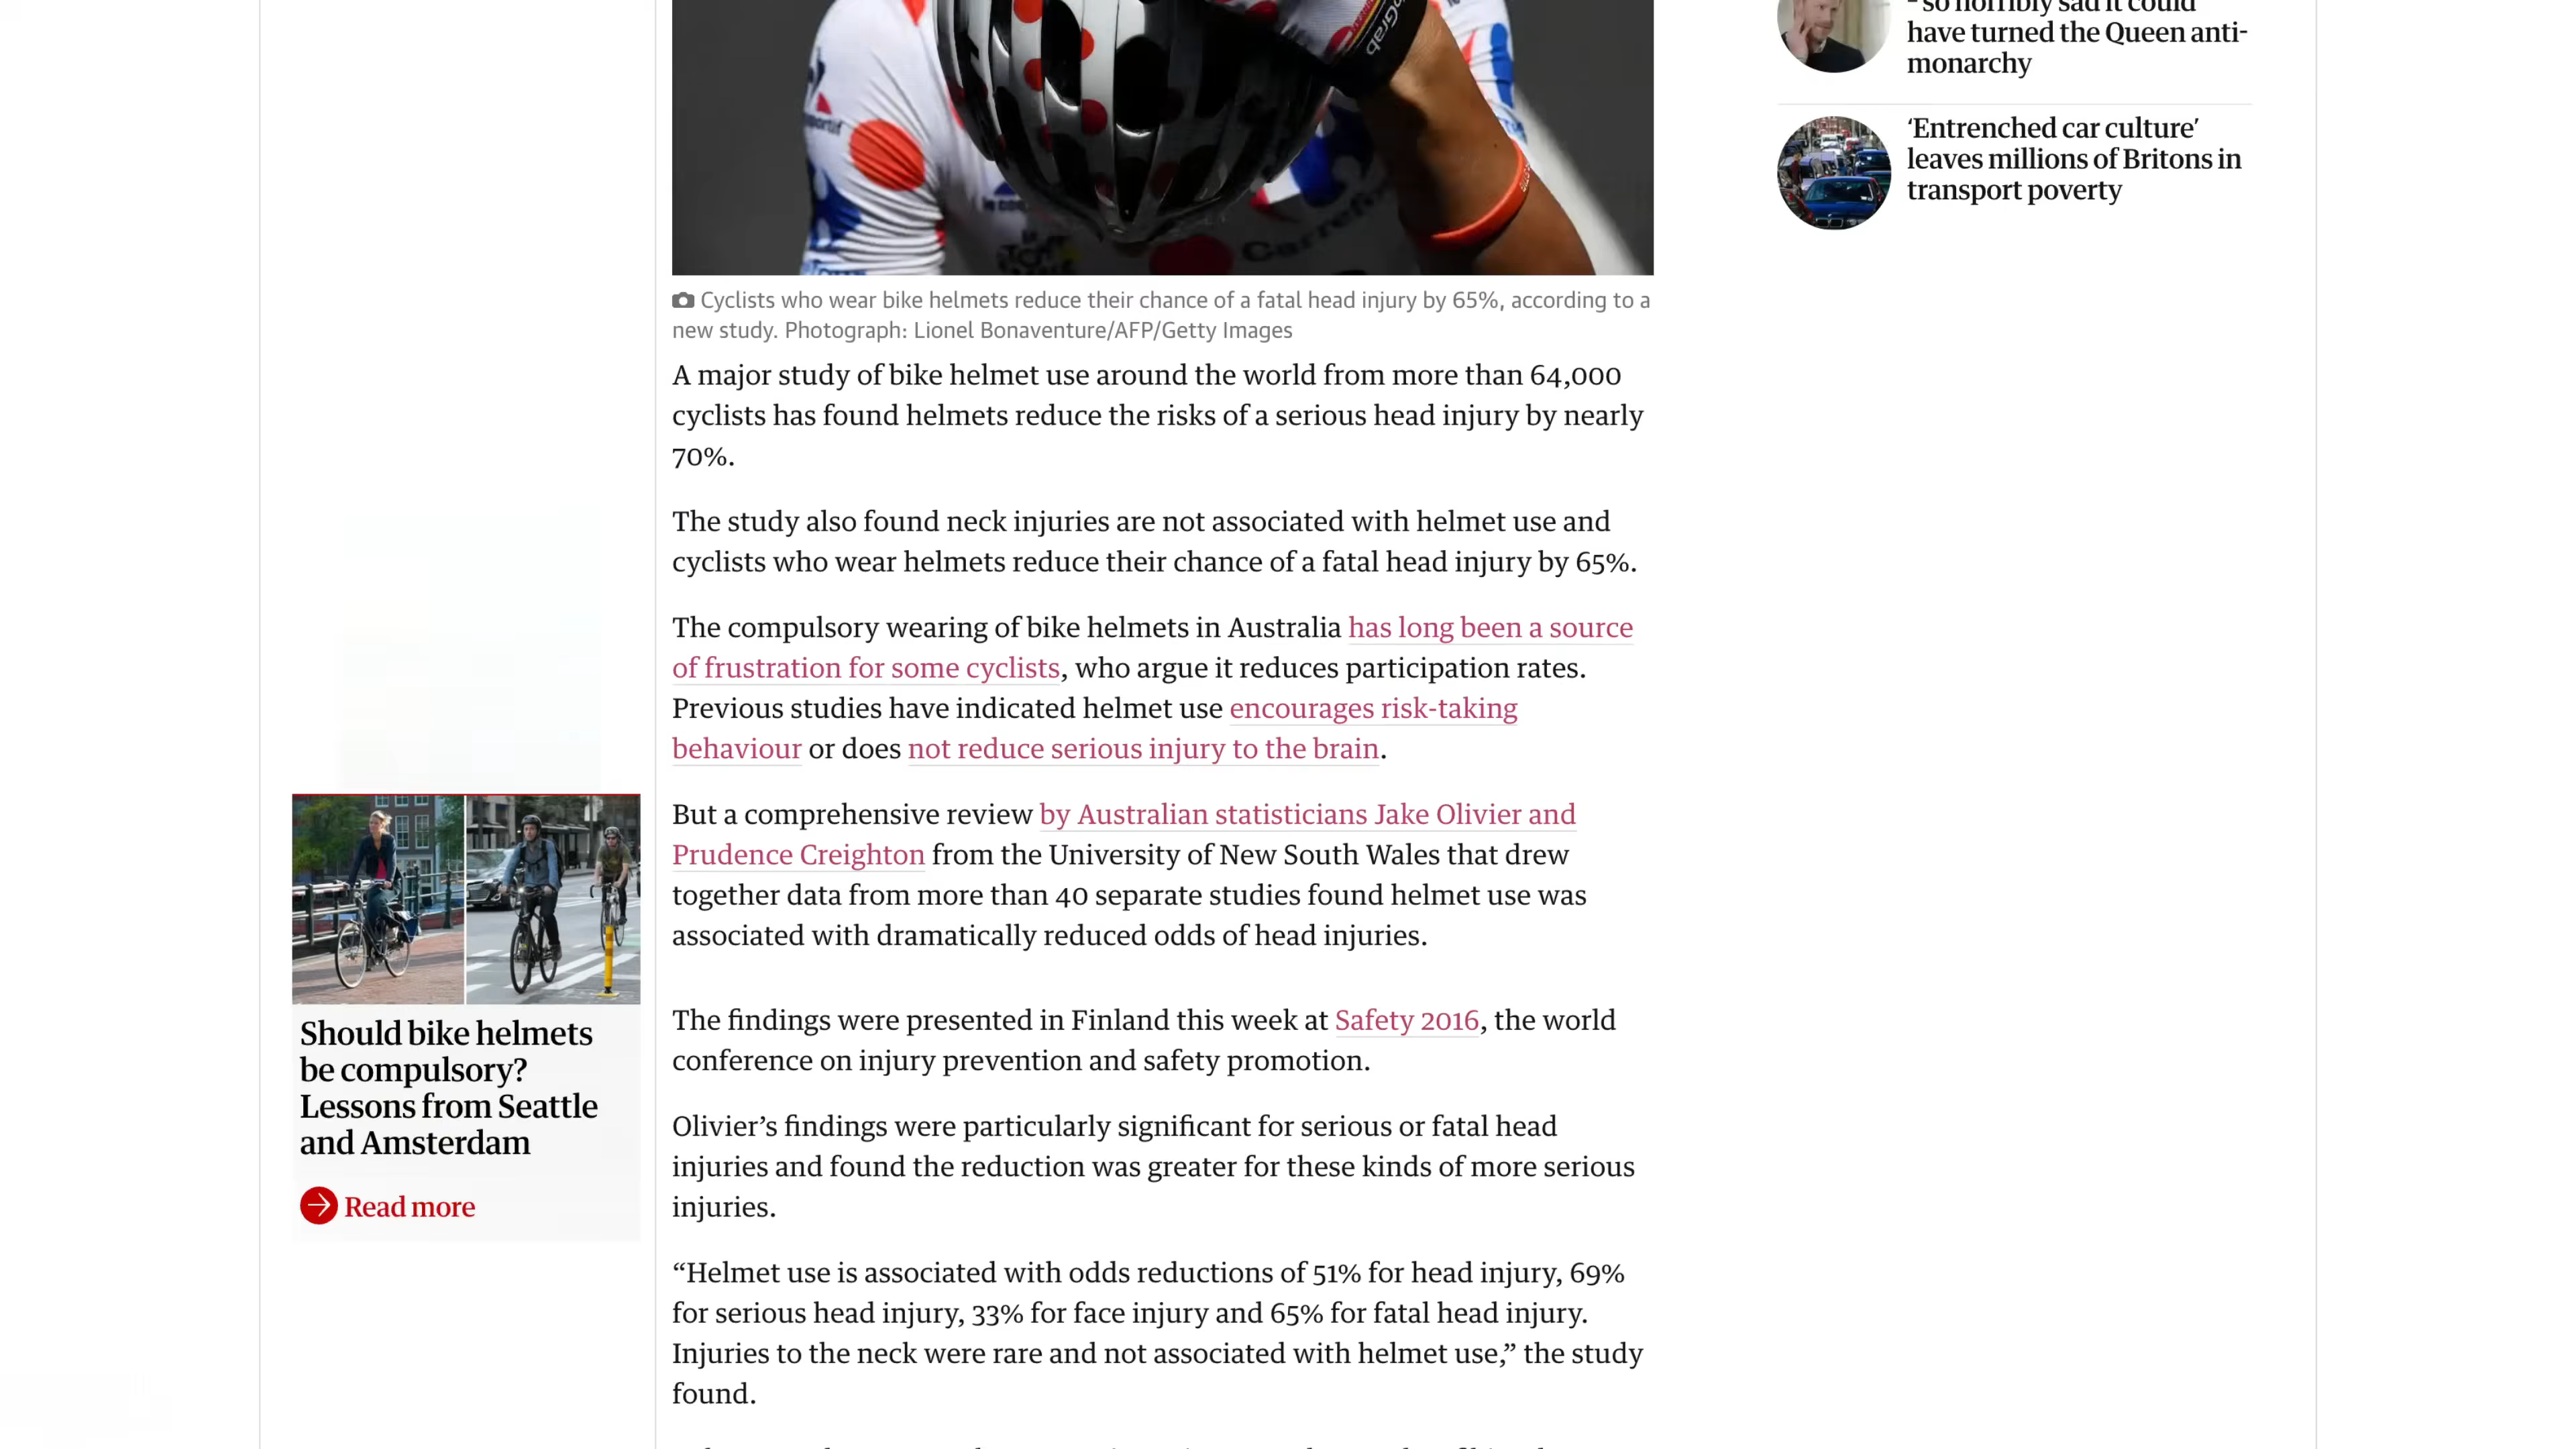 have turned the Queen anti-
monarchy
'Entrenched car culture'
leaves millions of Britons in
transport poverty
Cyclists who wear bike helmets reduce their chance of a fatal head injury by 65%, according to a
new study. Photograph: Lionel Bonaventure/AFP/Getty Images
A major study of bike helmet use around the world from more than 64,000
cyclists has found helmets reduce the risks of a serious head injury by nearly
70%.
The study also found neck injuries are not associated with helmet use and
cyclists who wear helmets reduce their chance of a fatal head injury by 65%.
The compulsory wearing of bike helmets in Australia has long been a source
of frustration for some cyclists, who argue it reduces participation rates.
Previous studies have indicated helmet use encourages risk-taking
behaviour or does not reduce serious injury to the brain.
But a comprehensive review by Australian statisticians Jake Olivier and
Prudence Creighton from the University of New South Wales that drew
together data from more than 40 separate studies found helmet use was
associated with dramatically reduced odds of head injuries.
The findings were presented in Finland this week at Safety 2016, the world
conference on injury prevention and safety promotion.
Olivier’s findings were particularly significant for serious or fatal head
injuries and found the reduction was greater for these kinds of more serious
injuries.
“Helmet use is associated with odds reductions of 51% for head injury, 69%
for serious head injury, 33% for face injury and 65% for fatal head injury.
Injuries to the neck were rare and not associated with helmet use,” the study
found.
Should bike helmets
be compulsory?
Lessons from Seattle
and Amsterdam
Read more